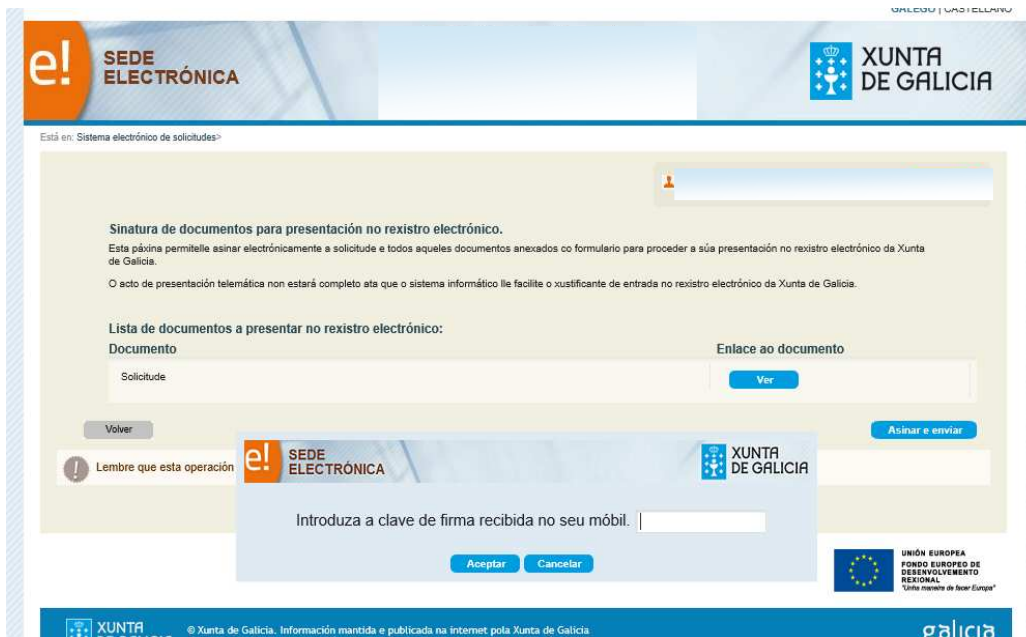 GALEGO | CASTELLANO
e!
SEDE
ELECTRÓNICA
XUNTA
DE GALICIA
Está en: Sistema electrónico de solicitudes>
Sinatura de documentos para presentación no rexistro electrónico.
Esta páxina permitelle asinar electrónicamente a solicitude e todos aqueles documentos anexados co formulario para proceder a súa presentación no rexistro electrónico da Xunta
de Galicia.
O acto de presentación telemática non estará completo ata que o sistema informático lle facilite o xustificante de entrada no rexistro electrónico da Xunta de Galicia.
Lista de documentos a presentar no rexistro electrónico:
Documento Enlace ao documento
Solicitude Ver
Volver Asinar e enviar
Lembre que esta operación
e!
SEDE
ELECTRÓNICA
XUNTA
DE GALICIA
Introduza a clave de firma recibida no seu móbil.
Aceptar Cancelar
UNIÓN EUROPEA
FONDO EUROPEO DE
DESENVOLVEMENTO
REXIONAL
"Unha maneira de facer Europa"
XUNTA
© Xunta de Galicia. Información mantida e publicada na internet pola Xunta de Galicia
galicia